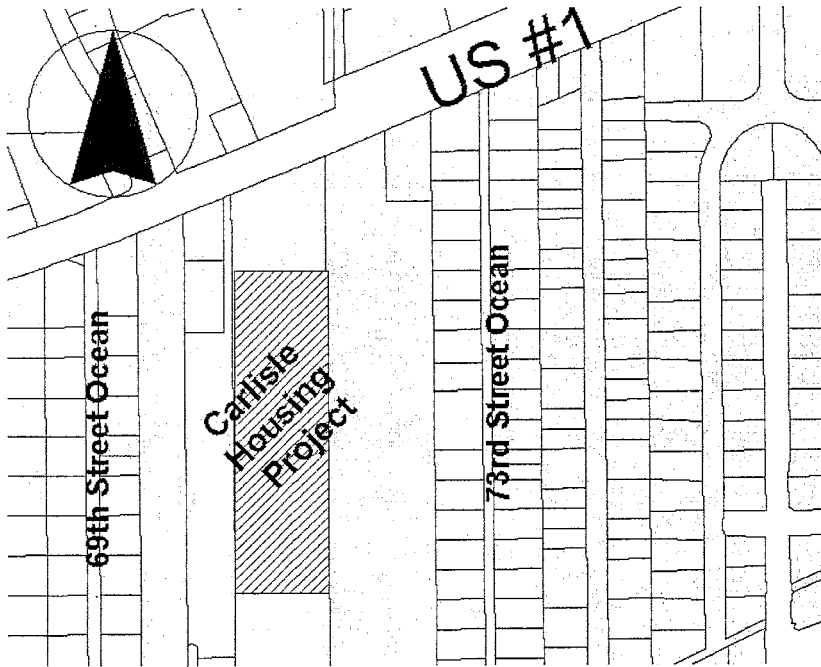 US #1
69th Street Ocean
Carlisle
Housing
Project
73rd Street Ocean